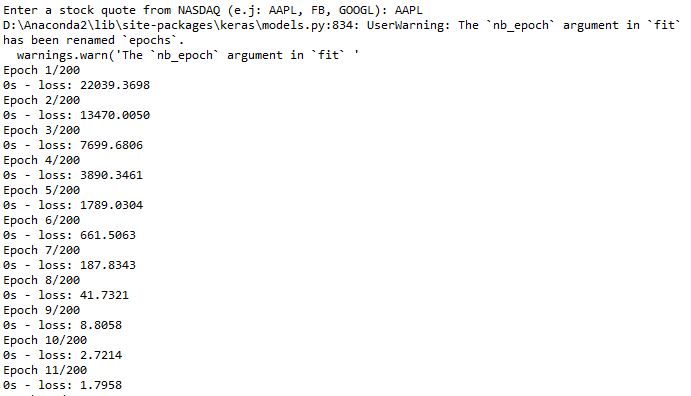 Enter a stock quote from NASDAQ (e.j: AAPL, FB, GOOGL): AAPL
D:\Anaconda2\lib\site-packages\keras\models.py:834: UserWarning: The `nb_epoch` argument in `fit`
has been renamed `epochs`.
  warnings.warn('The `nb_epoch` argument in `fit` '
Epoch 1/200
0s - loss: 22039.3698
Epoch 2/200
0s - loss: 13470.0050
Epoch 3/200
0s - loss: 7699.6806
Epoch 4/200
0s - loss: 3890.3461
Epoch 5/200
0s - loss: 1789.0304
Epoch 6/200
0s - loss: 661.5063
Epoch 7/200
0s - loss: 187.8343
Epoch 8/200
0s - loss: 41.7321
Epoch 9/200
0s - loss: 8.8058
Epoch 10/200
0s - loss: 2.7214
Epoch 11/200
0s - loss: 1.7958